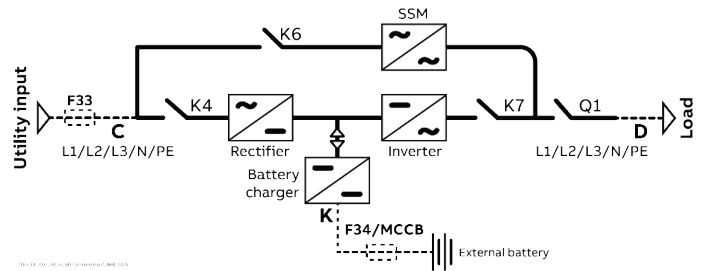 SSM
K6
Utility input
F33
K4
K7
Q1
Load
C
D
L1/L2/L3/N/PE
Rectifier
Inverter
L1/L2/L3/N/PE
Battery
charger
K
F34/MCCB
External battery